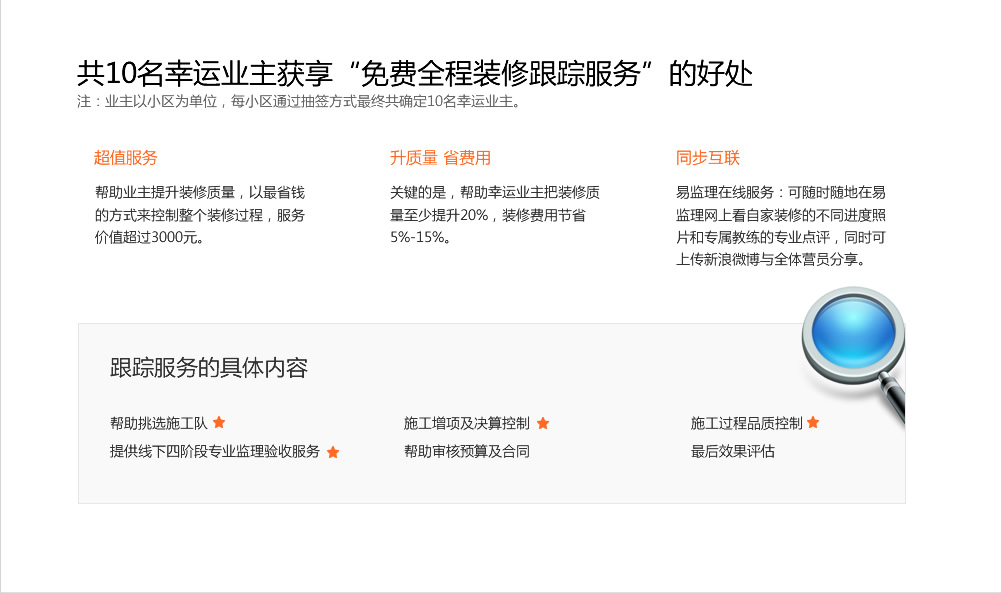 共10名幸运业主获享“免费全程装修跟踪服务”的好处
注：业主以小区为单位，每小区通过抽签方式最终共确定10名幸运业主。
超值服务
帮助业主提升装修质量，以最省钱
的方式来控制整个装修过程，服务
价值超过3000元。
升质量 省费用
关键的是，帮助幸运业主把装修质
量至少提升20%，装修费用节省
5%-15%。
同步互联
易监理在线服务：可随时随地在易
监理网上看自家装修的不同进度照
片和专属教练的专业点评，同时可
上传新浪微博与全体营员分享。
跟踪服务的具体内容
帮助挑选施工队
施工增项及决算控制
施工过程品质控制
提供线下四阶段专业监理验收服务
帮助审核预算及合同
最后效果评估